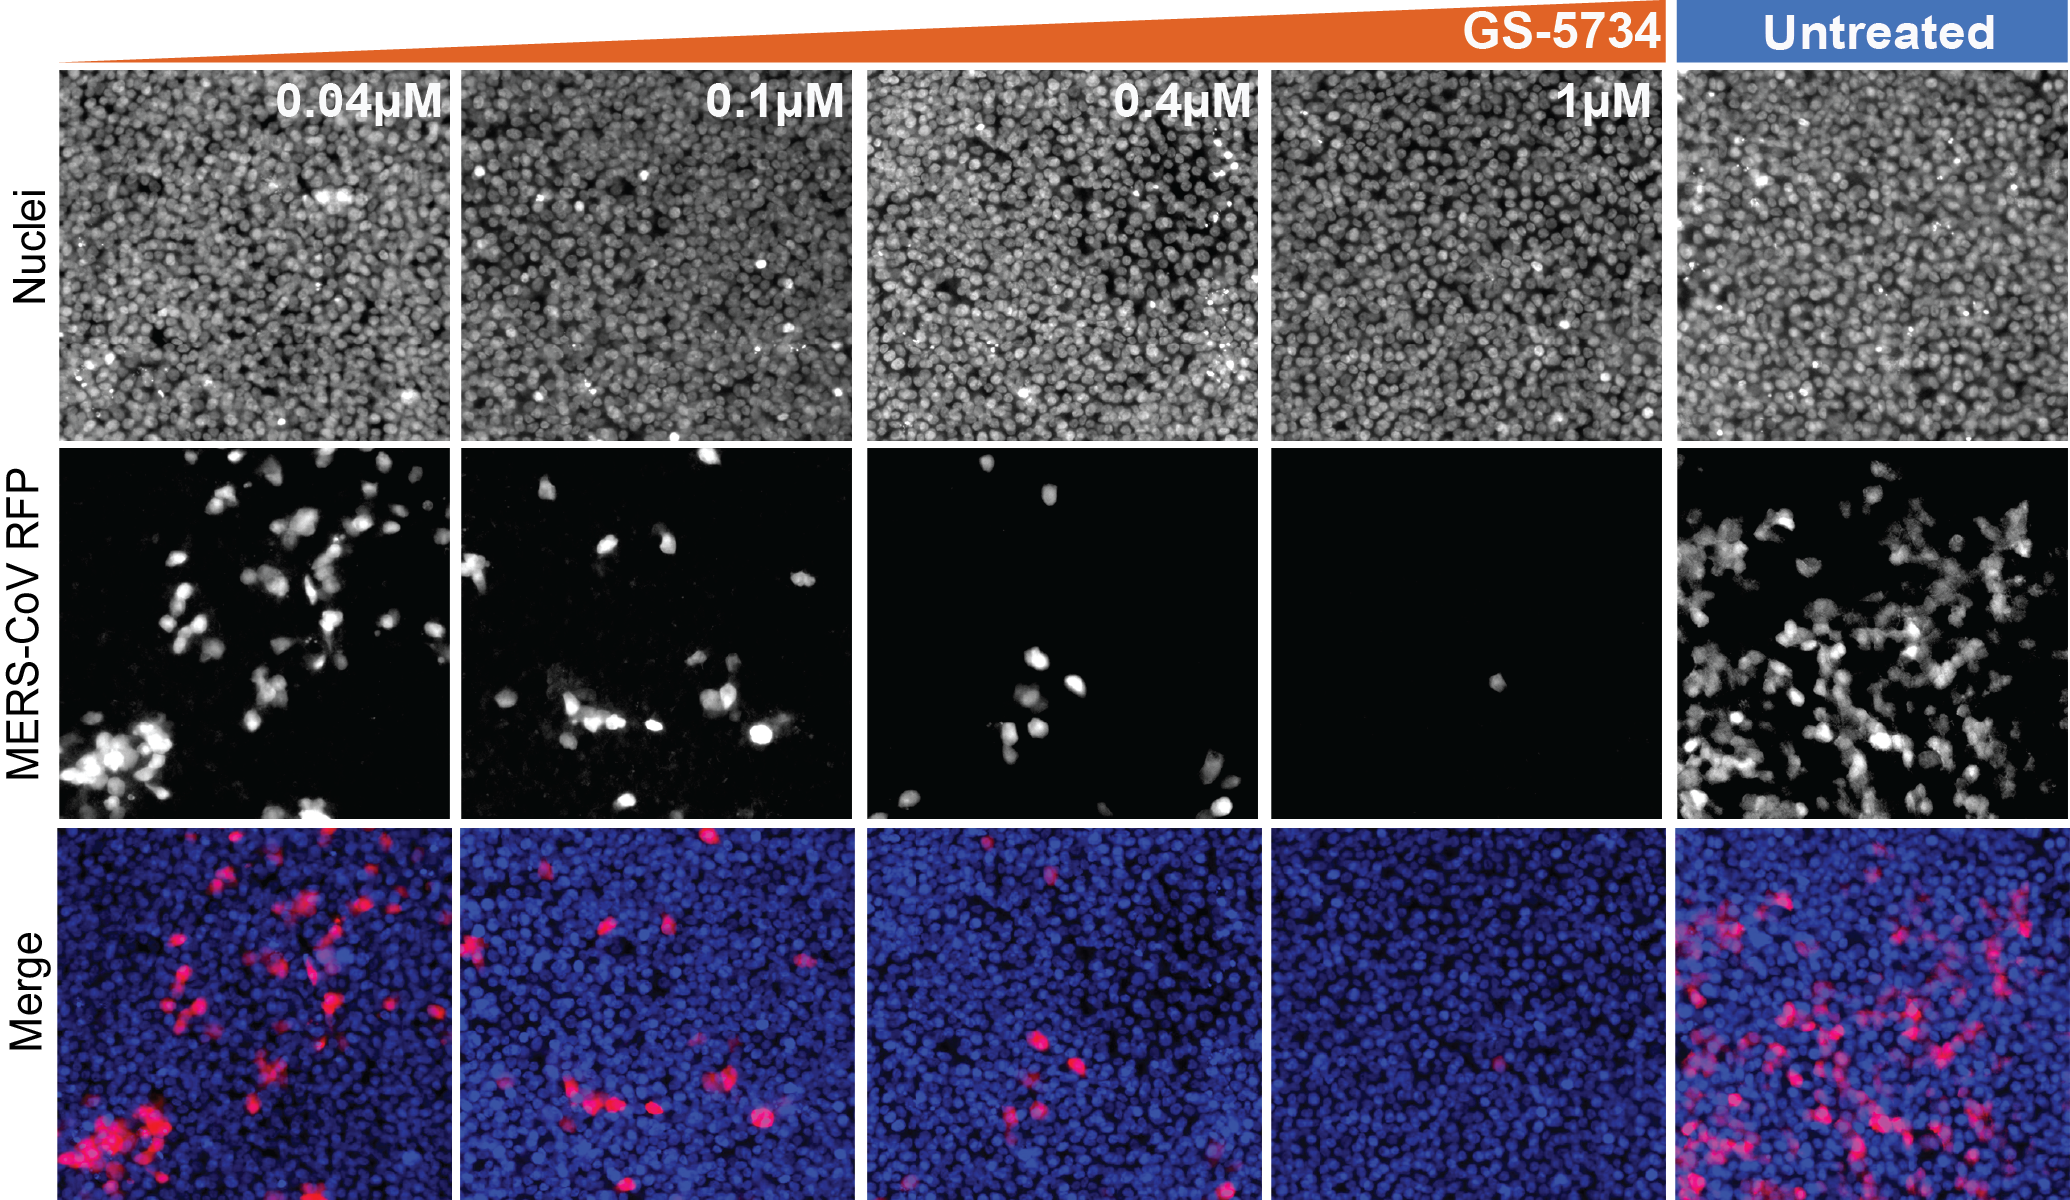 GS-5734
Untreated
0.04µM
0.1µM
0.4µM
1µM
Nuclei
MERS-CoV RFP
Merge